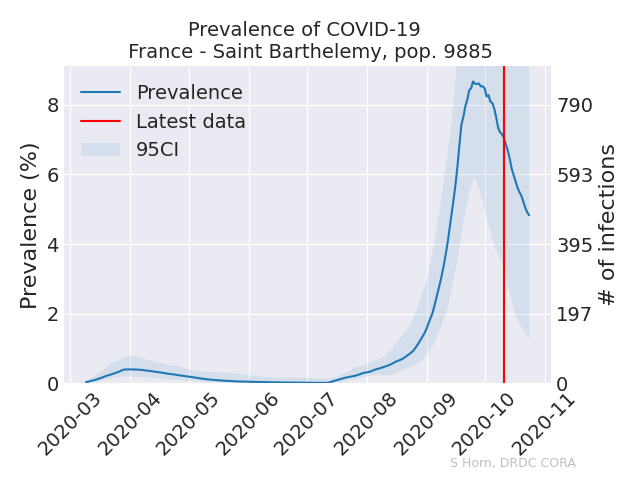 Prevalence of COVID-19
France - Saint Barthelemy, pop. 9885
Prevalence
Latest data
95CI
Prevalence (%)
8
6
4
2
0
790
593
395
197
0
# of infections
2020-03
2020-04
2020-05
2020-06
2020-07
2020-08
2020-09
2020-10
2020-11
S Horn, DRDC CORA